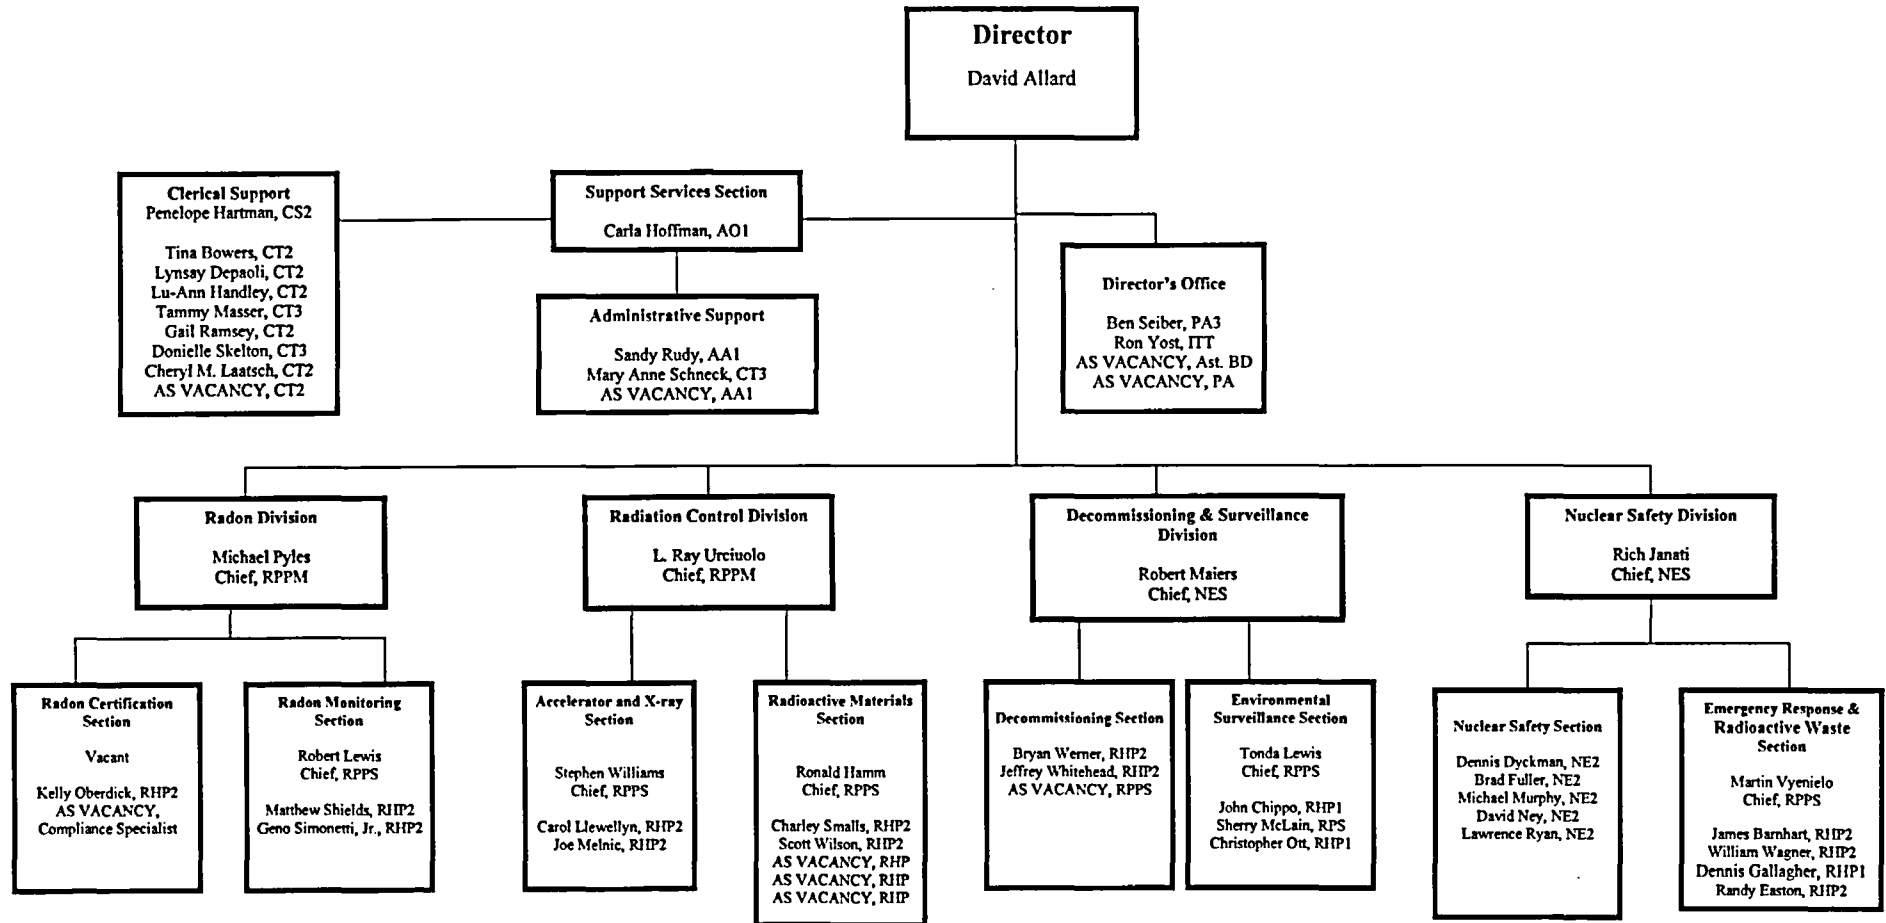 Director
David Allard
Clerical Support
Penelope Hartman, CS2
Tina Bowers, CT2
Lynsay Depaoli, CT2
Lu-Ann Handley, CT2
Tammy Masser, CT3
Gail Ramsey, CT2
Donielle Skelton, CT3
Cheryl M. Laatsch, CT2
AS VACANCY, CT2
Support Services Section
Carla Hoffman, AO1
Administrative Support
Sandy Rudy, AA1
Mary Anne Schneck, CT3
AS VACANCY, AA1
Director's Office
Ben Seiber, PA3
Ron Yost, ITT
AS VACANCY, Ast. BD
AS VACANCY, PA
Radon Division
Michael Pyles
Chief, RPPM
Radiation Control Division
L. Ray Urciuolo
Chief, RPPM
Decommissioning & Surveillance
Division
Robert Maiers
Chief, NES
Nuclear Safety Division
Rich Janati
Chief, NES
Radon Certification
Section
Vacant
Kelly Oberdick, RHP2
AS VACANCY,
Compliance Specialist
Radon Monitoring
Section
Robert Lewis
Chief, RPPS
Matthew Shields, RHP2
Geno Simonetti, Jr., RHP2
Accelerator and X-ray
Section
Stephen Williams
Chief, RPPS
Carol Llewellyn, RHP2
Joe Melnic, RHP2
Radioactive Materials
Section
Ronald Hamm
Chief, RPPS
Charley Smalls, RHP2
Scott Wilson, RHP2
AS VACANCY, RHP
AS VACANCY, RHP
AS VACANCY, RHP
Decommissioning Section
Bryan Werner, RHP2
Jeffrey Whitehead, RHP2
AS VACANCY, RPPS
Environmental
Surveillance Section
Tonda Lewis
Chief, RPPS
John Chippo, RHP1
Sherry McLain, RPS
Christopher Ott, RHP1
Nuclear Safety Section
Dennis Dyckman, NE2
Brad Fuller, NE2
Michael Murphy, NE2
David Ney, NE2
Lawrence Ryan, NE2
Emergency Response &
Radioactive Waste
Section
Martin Vyenielo
Chief, RPPS
James Barnhart, RHP2
William Wagner, RHP2
Dennis Gallagher, RHP1
Randy Easton, RHP2